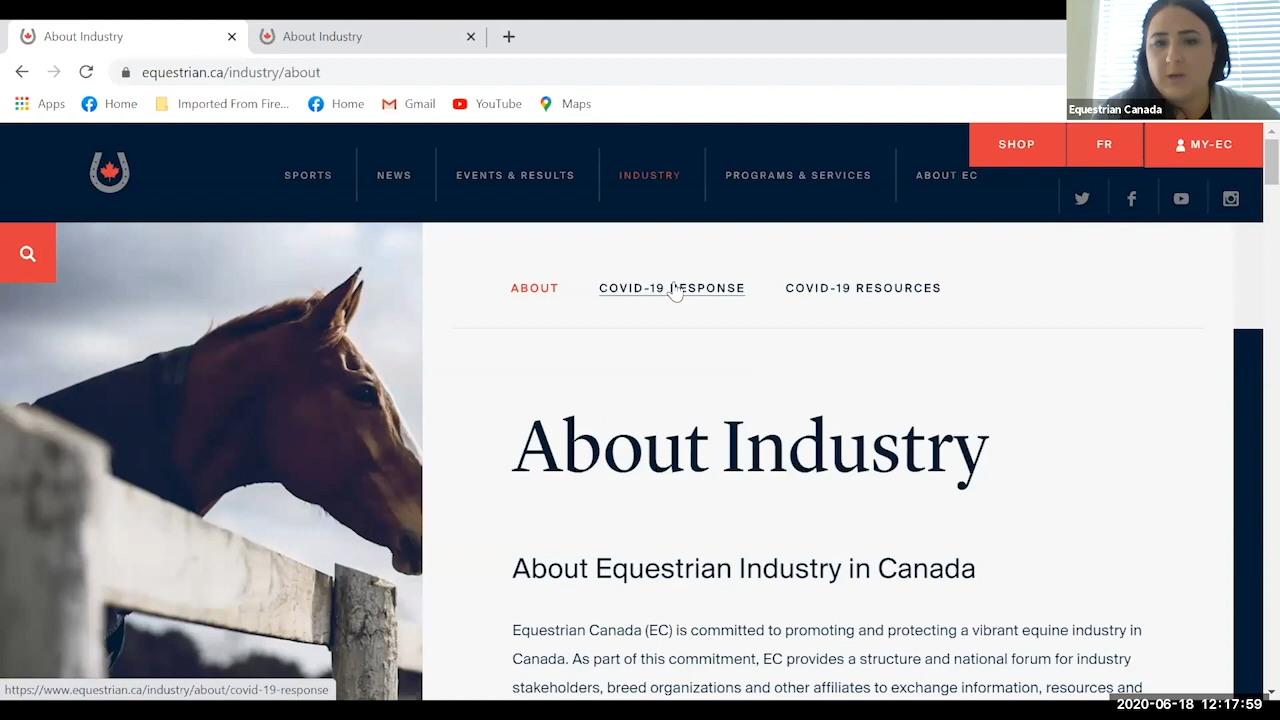 About Industry
About Industry
equestrian.ca/industry/about
Apps Home Imported From Fire... Home Gmail YouTube Maps
Equestrian Canada
SHOP FR MY-EC
SPORTS NEWS EVENTS & RESULTS INDUSTRY PROGRAMS & SERVICES ABOUT EC
ABOUT COVID-19 RESPONSE COVID-19 RESOURCES
About Industry
About Equestrian Industry in Canada
Equestrian Canada (EC) is committed to promoting and protecting a vibrant equine industry in
Canada. As part of this commitment, EC provides a structure and national forum for industry
stakeholders, breed organizations and other affiliates to exchange information, resources and
https://www.equestrian.ca/industry/about/covid-19-response
2020-06-18 12:17:59